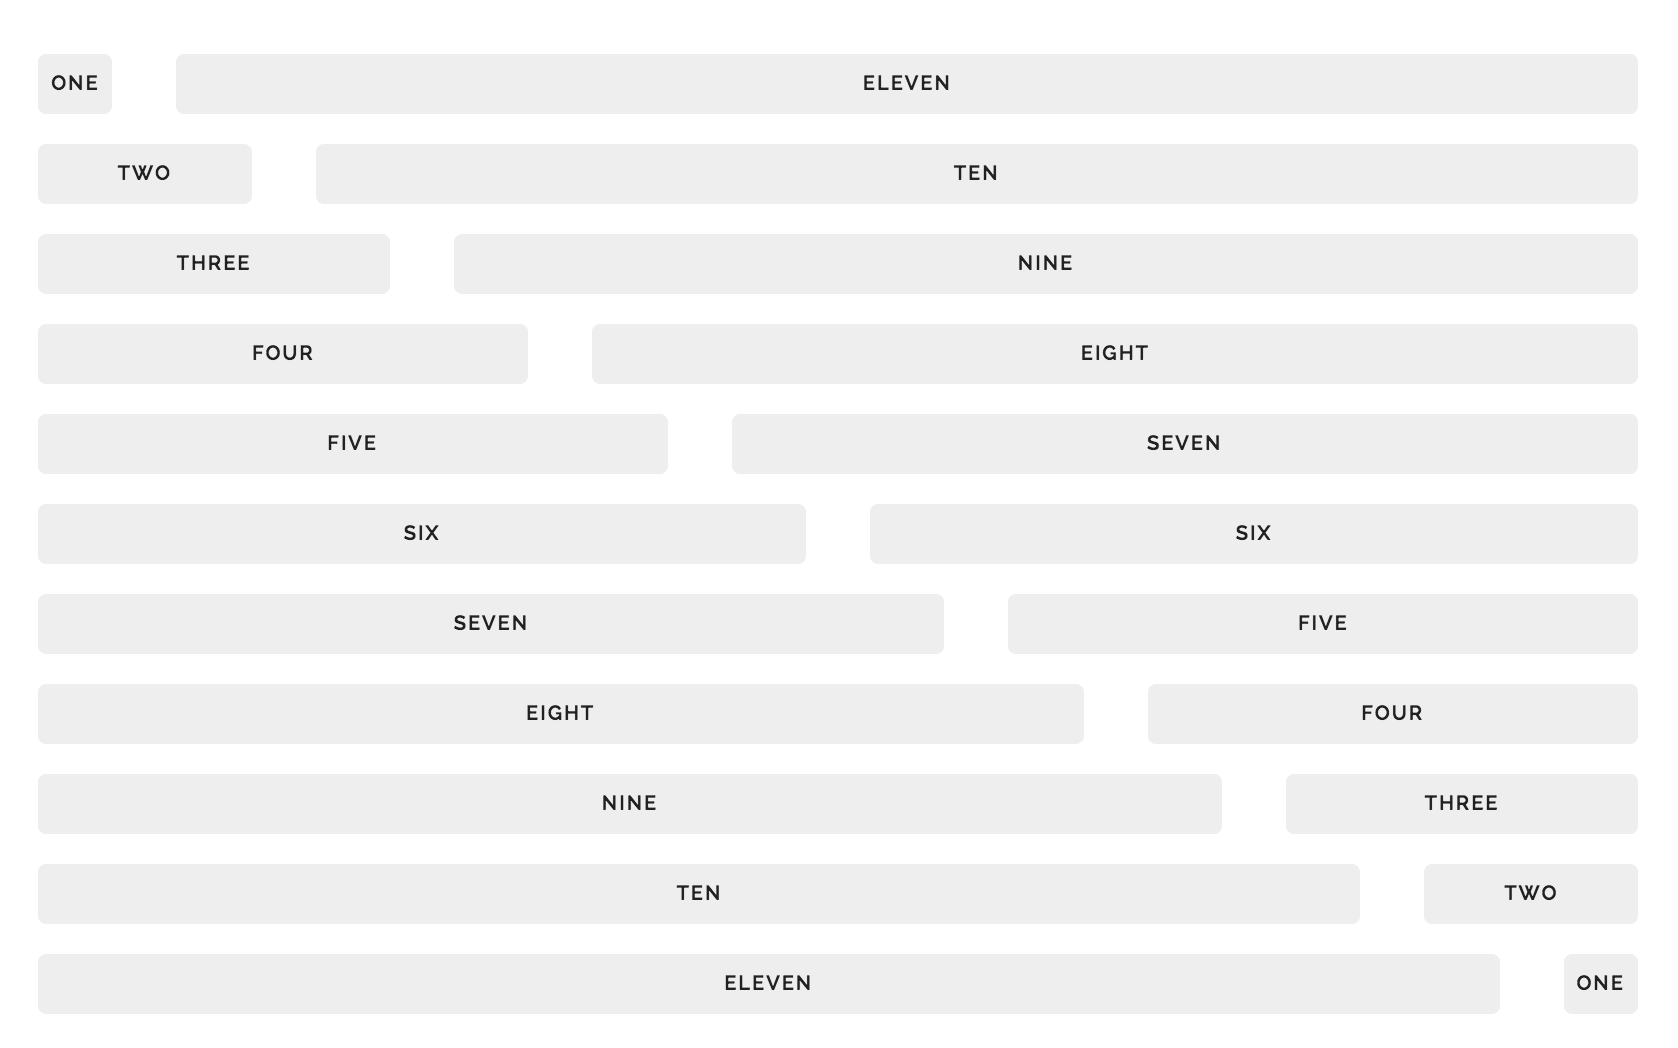 ONE ELEVEN
TWO TEN
THREE NINE
FOUR EIGHT
FIVE SEVEN
SIX SIX
SEVEN FIVE
EIGHT FOUR
NINE THREE
TEN TWO
ELEVEN ONE